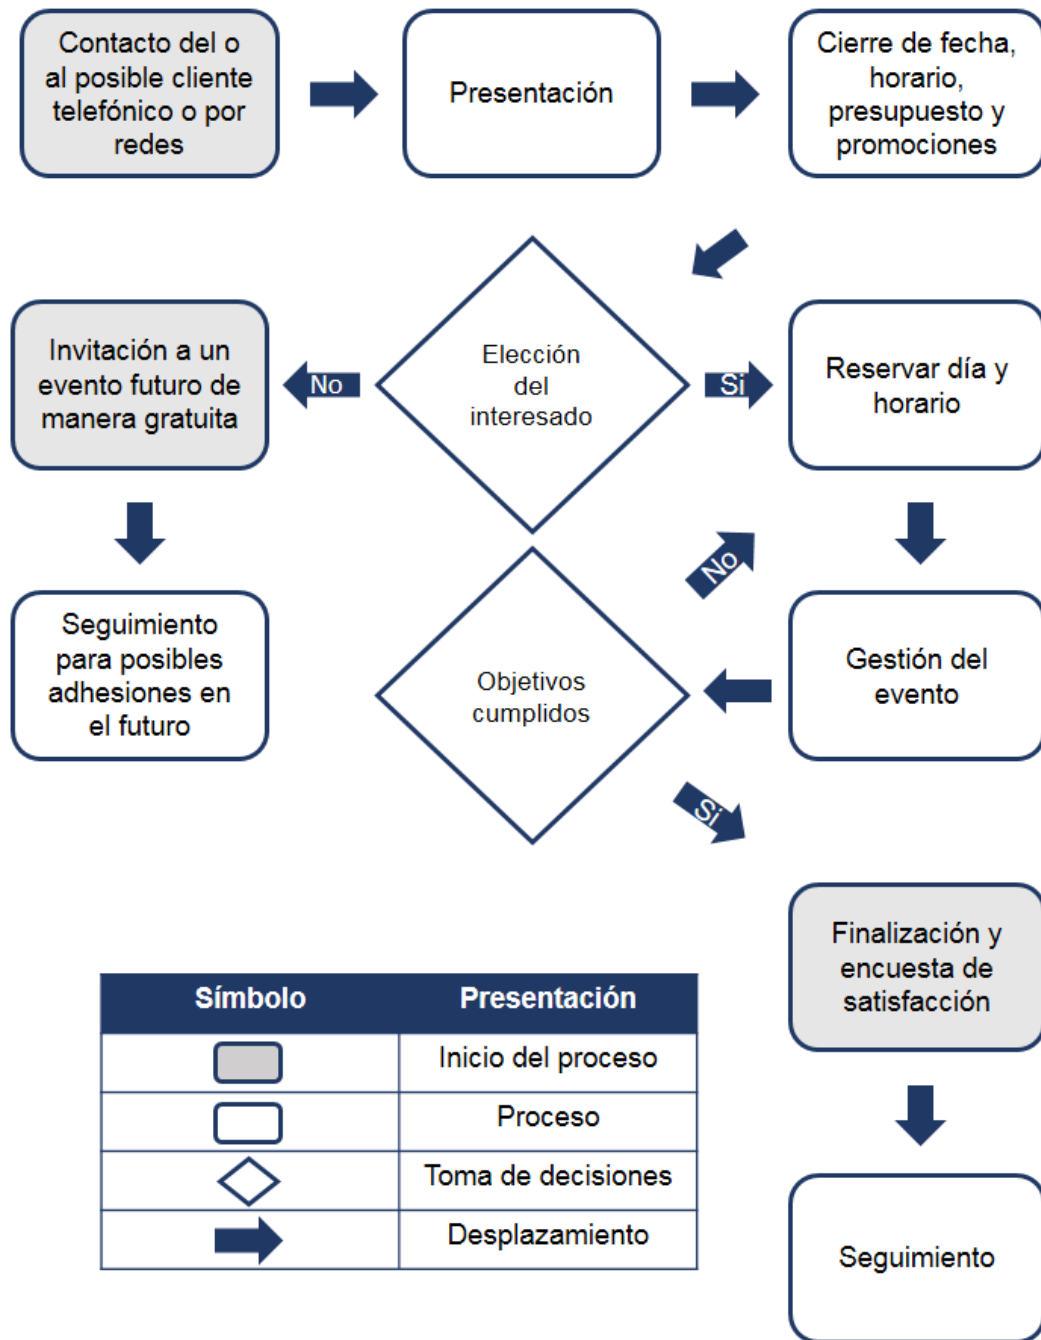 Contacto del o
al posible cliente
telefónico o por
redes
Presentación
Cierre de fecha,
horario,
presupuesto y
promociones
Invitación a un
evento futuro de
manera gratuita
No
Elección
del
interesado
Si
Reservar día y
horario
No
Seguimiento
para posibles
adhesiones en
el futuro
Objetivos
cumplidos
Gestión del
evento
Si
Finalización y
encuesta de
satisfacción
Símbolo Presentación
Inicio del proceso
Proceso
Toma de decisiones
Desplazamiento
Seguimiento